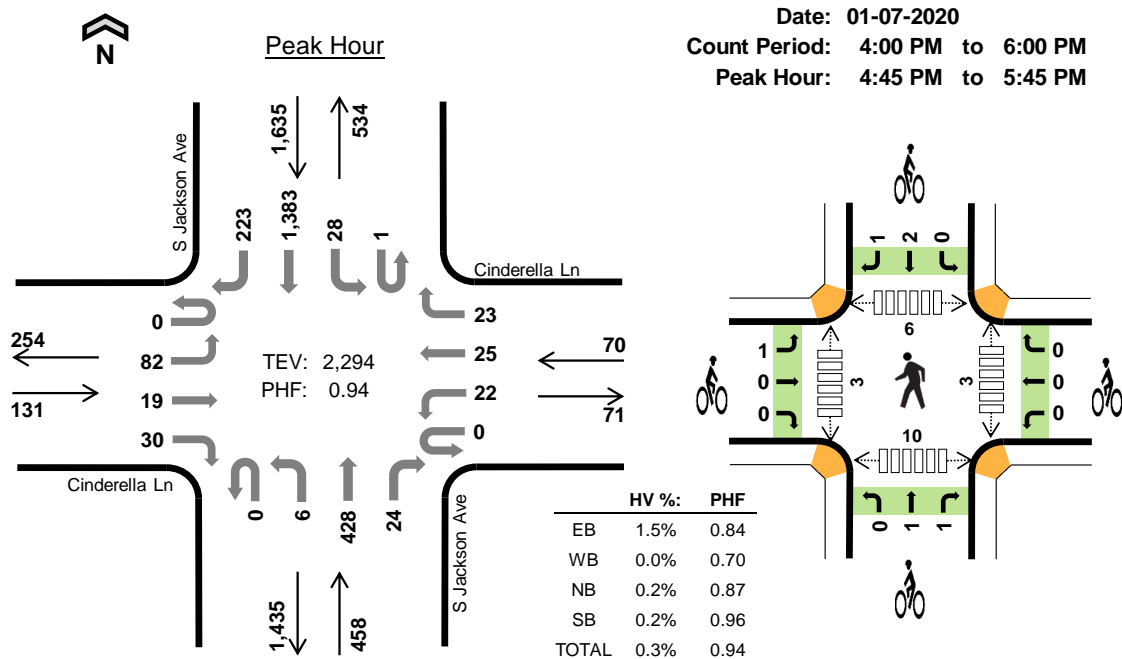 Date: 01-07-2020
Count Period: 4:00 PM to 6:00 PM
Peak Hour: 4:45 PM to 5:45 PM
N
Peak Hour
S Jackson Ave
1,635
534
223
1,383
28
1
Cinderella Ln
0
82
19
30
254
131
TEV: 2,294
PHF: 0.94
23
25
22
0
70
71
Cinderella Ln
0
6
428
24
S Jackson Ave
1,435
458
HV %: PHF
EB 1.5% 0.84
WB 0.0% 0.70
NB 0.2% 0.87
SB 0.2% 0.96
TOTAL 0.3% 0.94
1 2 0
6
1
0
0
3
3
0
0
0
10
0 1 1